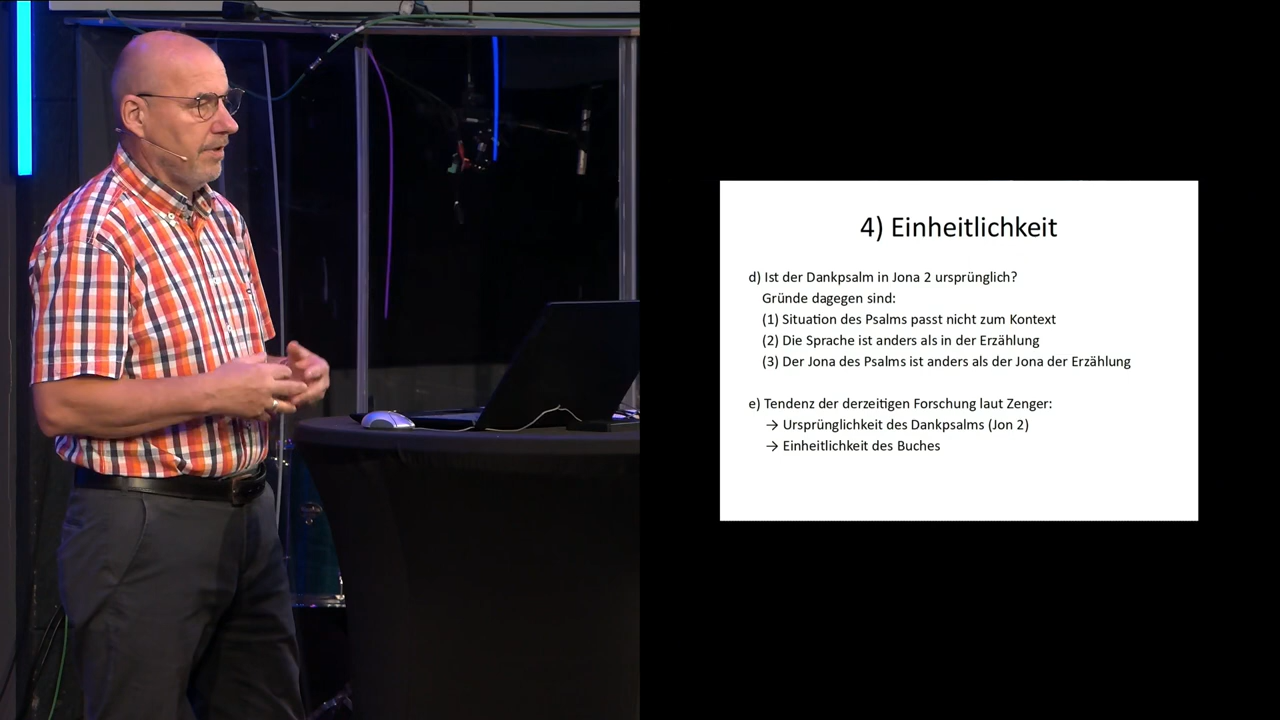 4) Einheitlichkeit
d) Ist der Dankpsalm in Jona 2 ursprünglich?
Gründe dagegen sind:
(1) Situation des Psalms passt nicht zum Kontext
(2) Die Sprache ist anders als in der Erzählung
(3) Der Jona des Psalms ist anders als der Jona der Erzählung
e) Tendenz der derzeitigen Forschung laut Zenger:
→ Ursprünglichkeit des Dankpsalms (Jon 2)
→ Einheitlichkeit des Buches